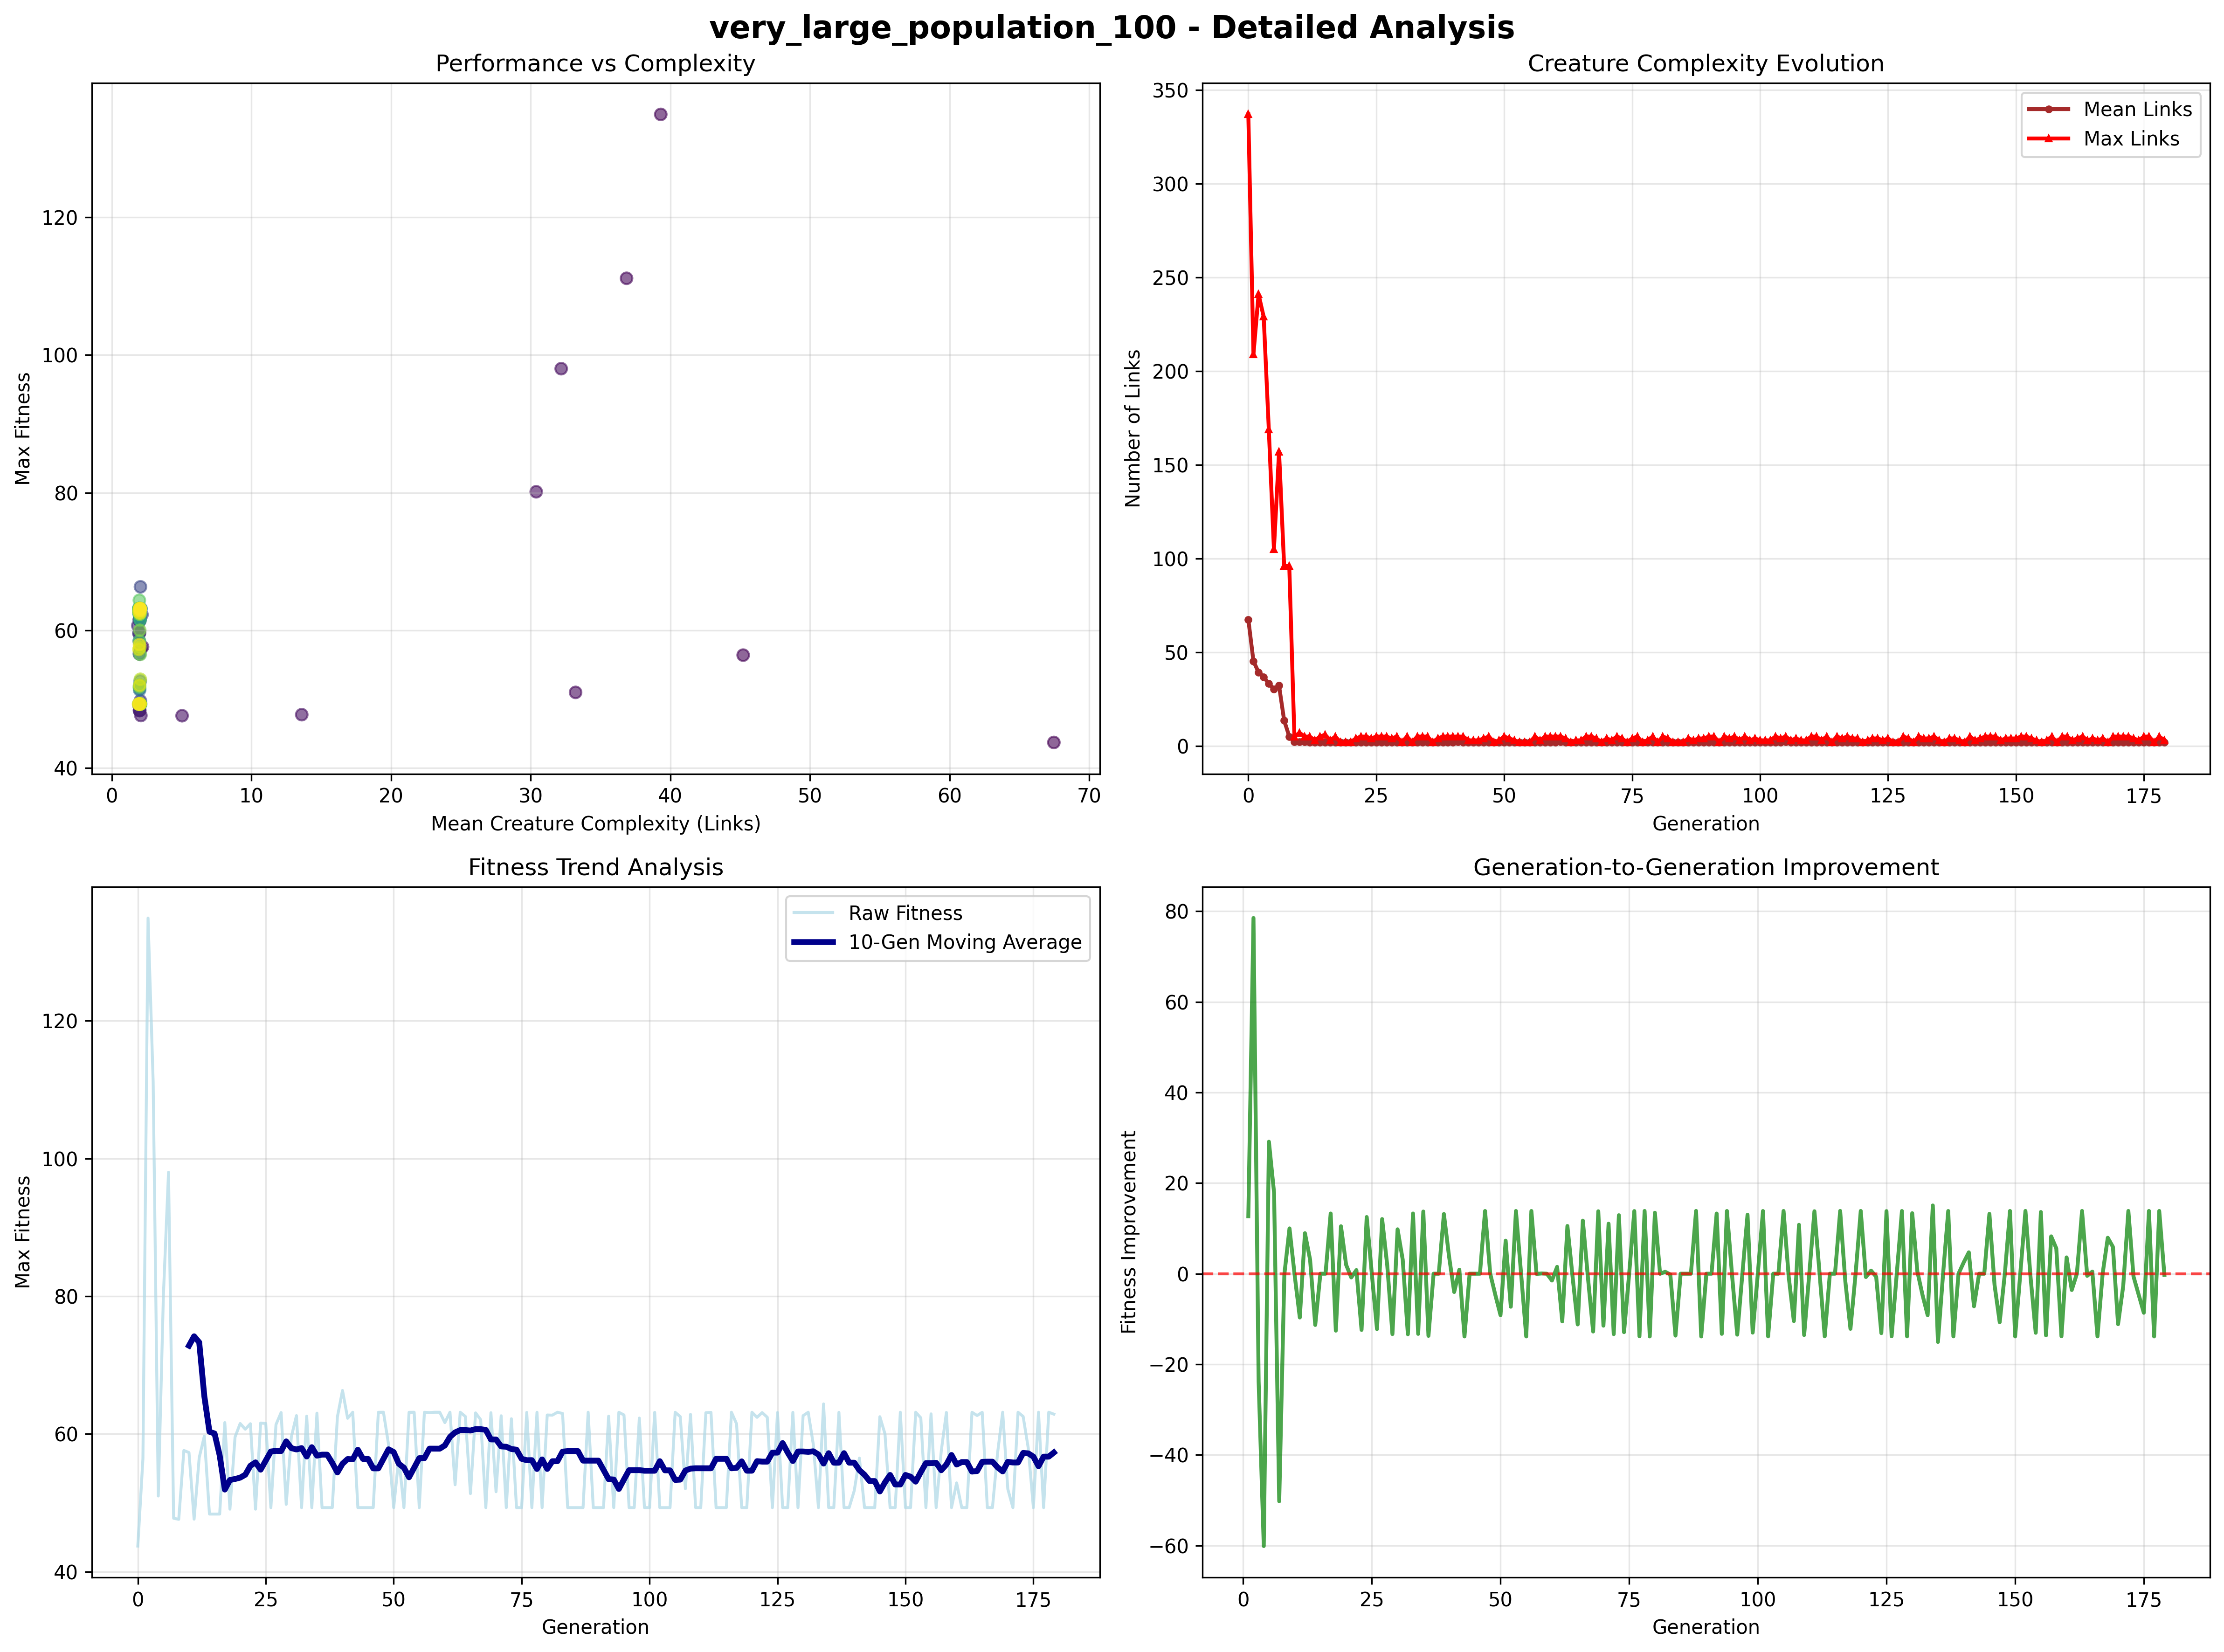 very_large_population_100 - Detailed Analysis
Performance vs Complexity
Max Fitness
120
100
80
60
40
0 10 20 30 40 50 60 70
Mean Creature Complexity (Links)
Creature Complexity Evolution
Number of Links
350
300
250
200
150
100
50
0
Mean Links
Max Links
0 25 50 75 100 125 150 175
Generation
Fitness Trend Analysis
Max Fitness
120
100
80
60
40
Raw Fitness
10-Gen Moving Average
0 25 50 75 100 125 150 175
Generation
Generation-to-Generation Improvement
Fitness Improvement
80
60
40
20
0
−20
−40
−60
0 25 50 75 100 125 150 175
Generation